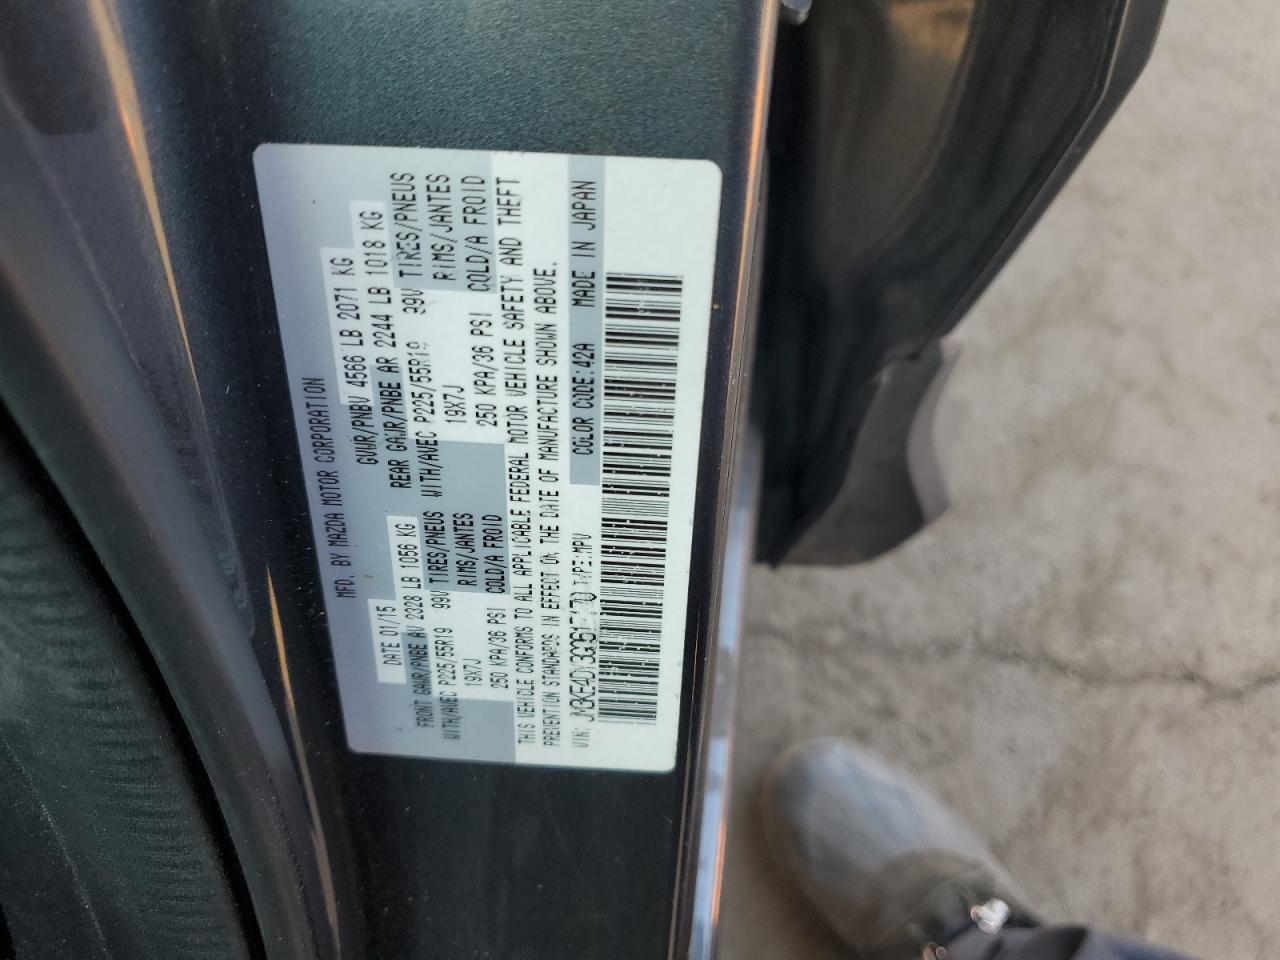 MFD. BY MAZDA MOTOR CORPORATION
DATE 01/15 GVWR/PNBV 4566 LB 2071 KG
FRONT GAWR/PNBE AV 2328 LB 1056 KG REAR GAWR/PNBE AR 2244 LB 1018 KG
WITH/AVEC P225/55R19 99V TIRES/PNEUS WITH/AVEC P225/55R19 99V TIRES/PNEUS
19X7J RIMS/JANTES 19X7J RIMS/JANTES
250 KPA/36 PSI COLD/A FROID 250 KPA/36 PSI COLD/A FROID
THIS VEHICLE CONFORMS TO ALL APPLICABLE FEDERAL MOTOR VEHICLE SAFETY AND THEFT
PREVENTION STANDARDS IN EFFECT ON THE DATE OF MANUFACTURE SHOWN ABOVE.
VIN: TYPE:MPV COLOR CODE:42A MADE IN JAPAN